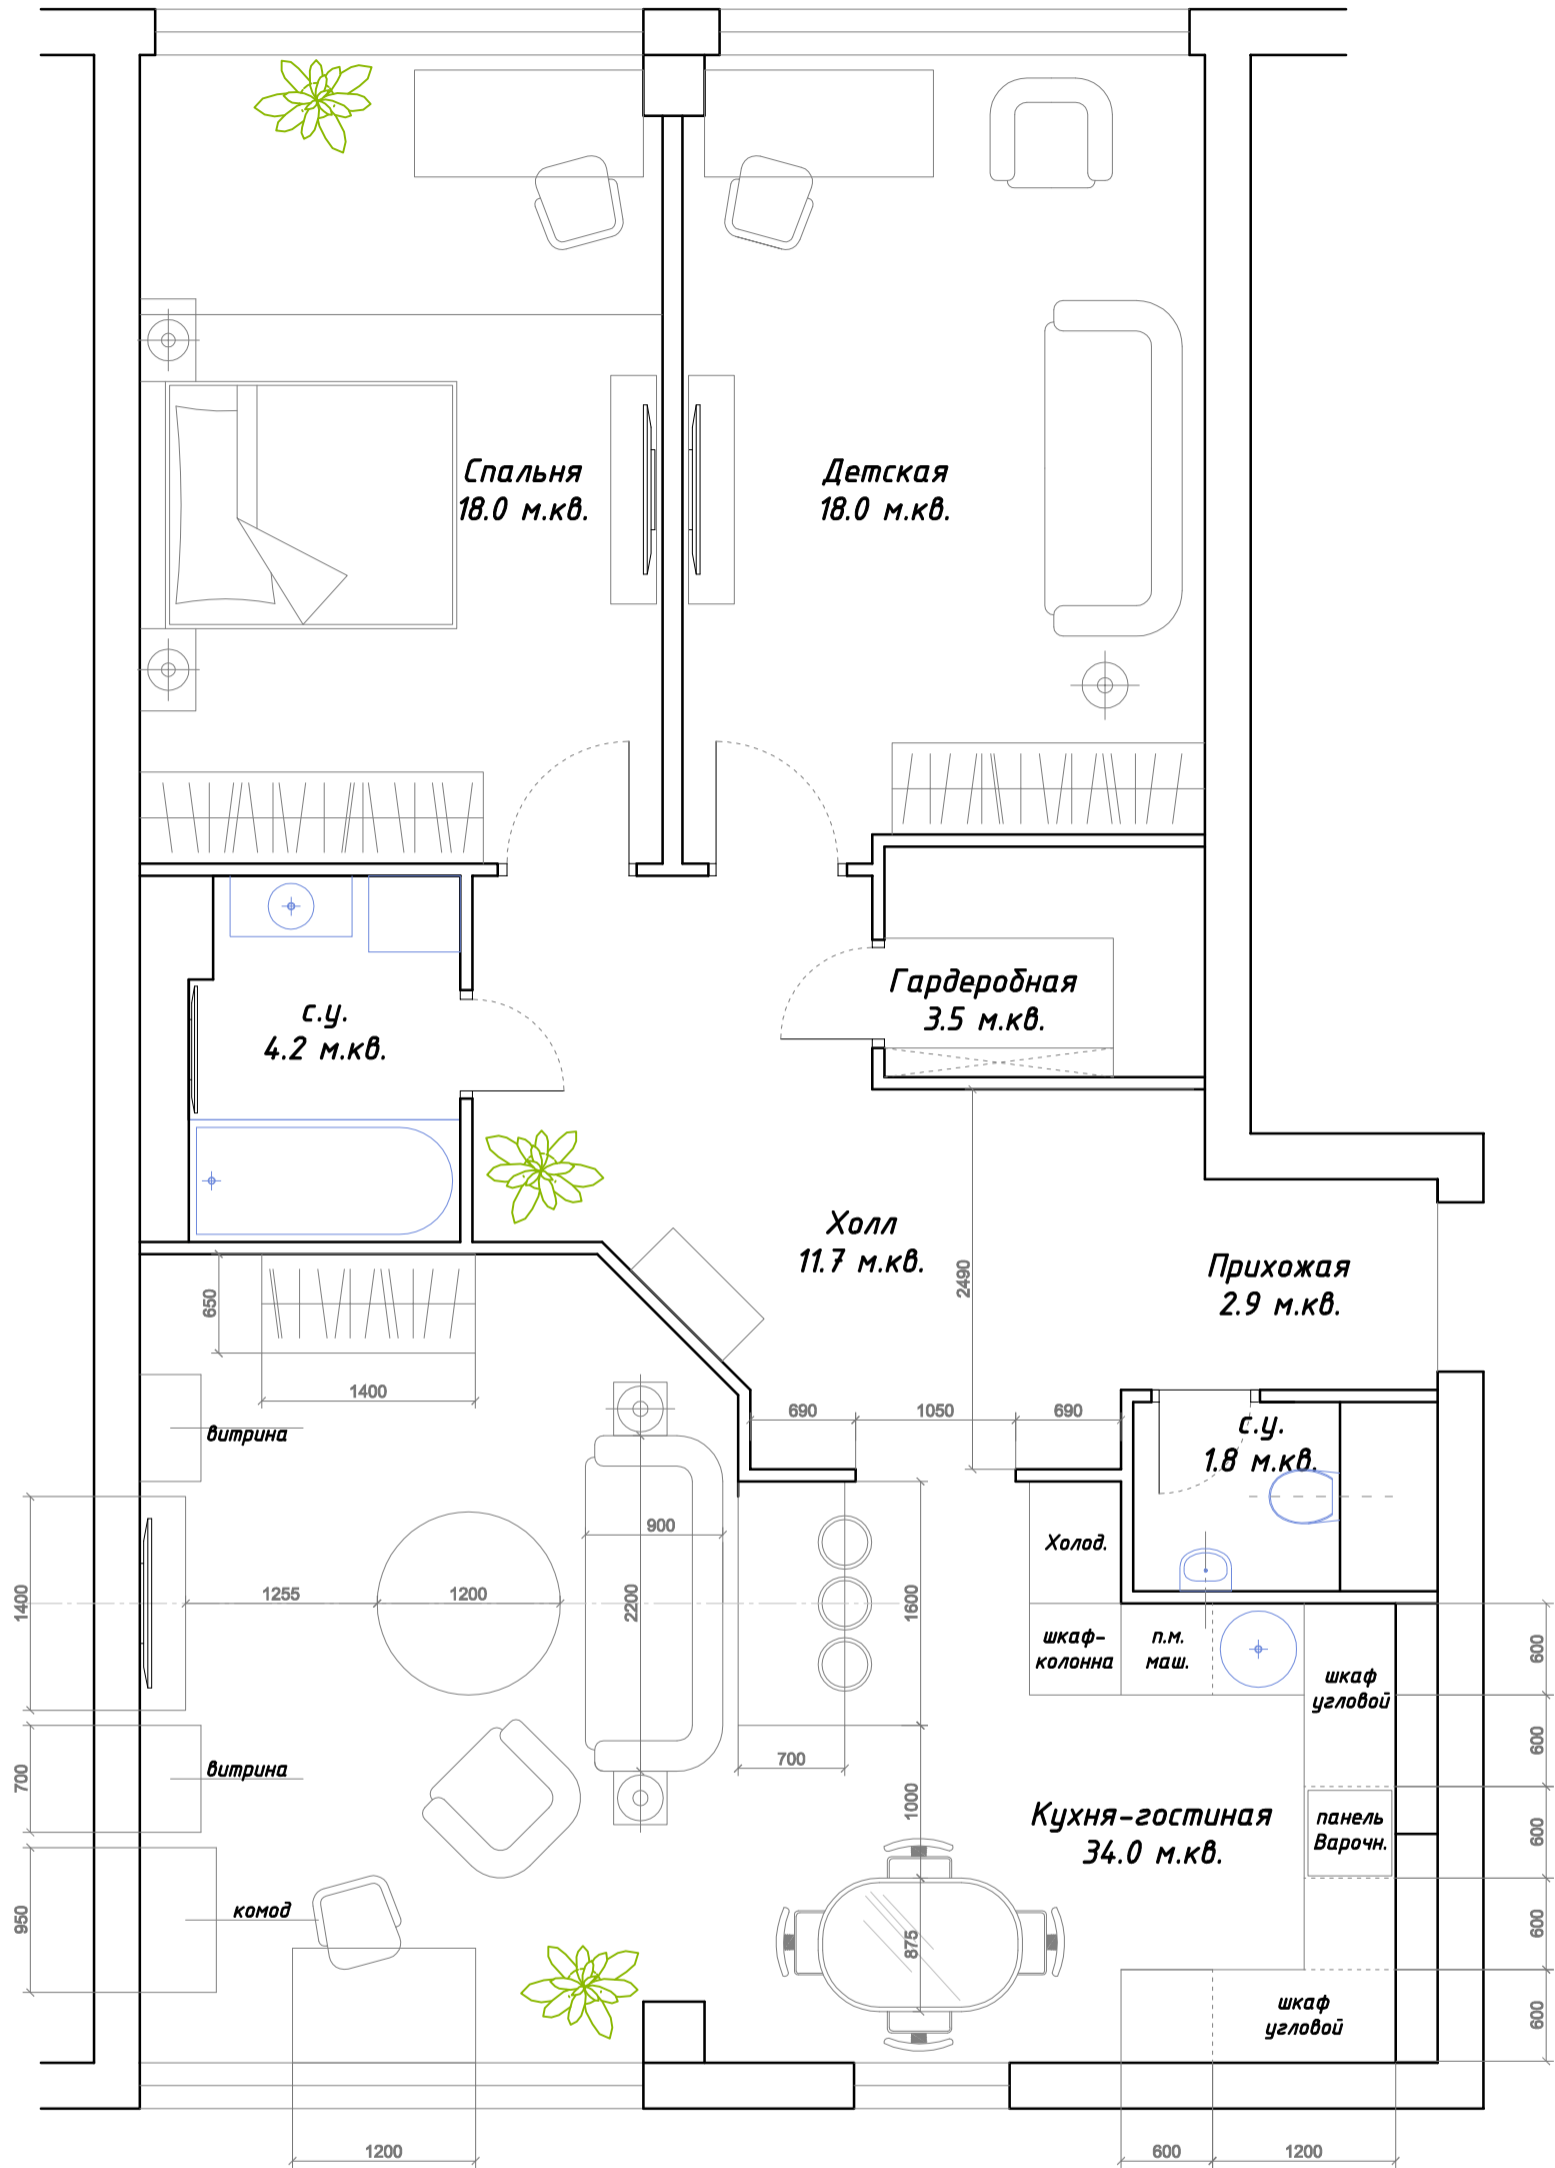 Спальня
18.0 м.кв.
Детская
18.0 м.кв.
Гардеробная
3.5 м.кв.
с.у.
4.2 м.кв.
Холл
11.7 м.кв.
2490
Прихожая
2.9 м.кв.
650
1400
690
1050
690
с.у.
1.8 м.кв.
витрина
900
Холод.
1400
1255
1200
2200
1600
шкаф-
колонна
п.м.
маш.
600
шкаф
угловой
600
700
витрина
700
1000
Кухня-гостиная
34.0 м.кв.
панель
Варочн.
600
950
комод
875
600
шкаф
угловой
600
1200
600
1200